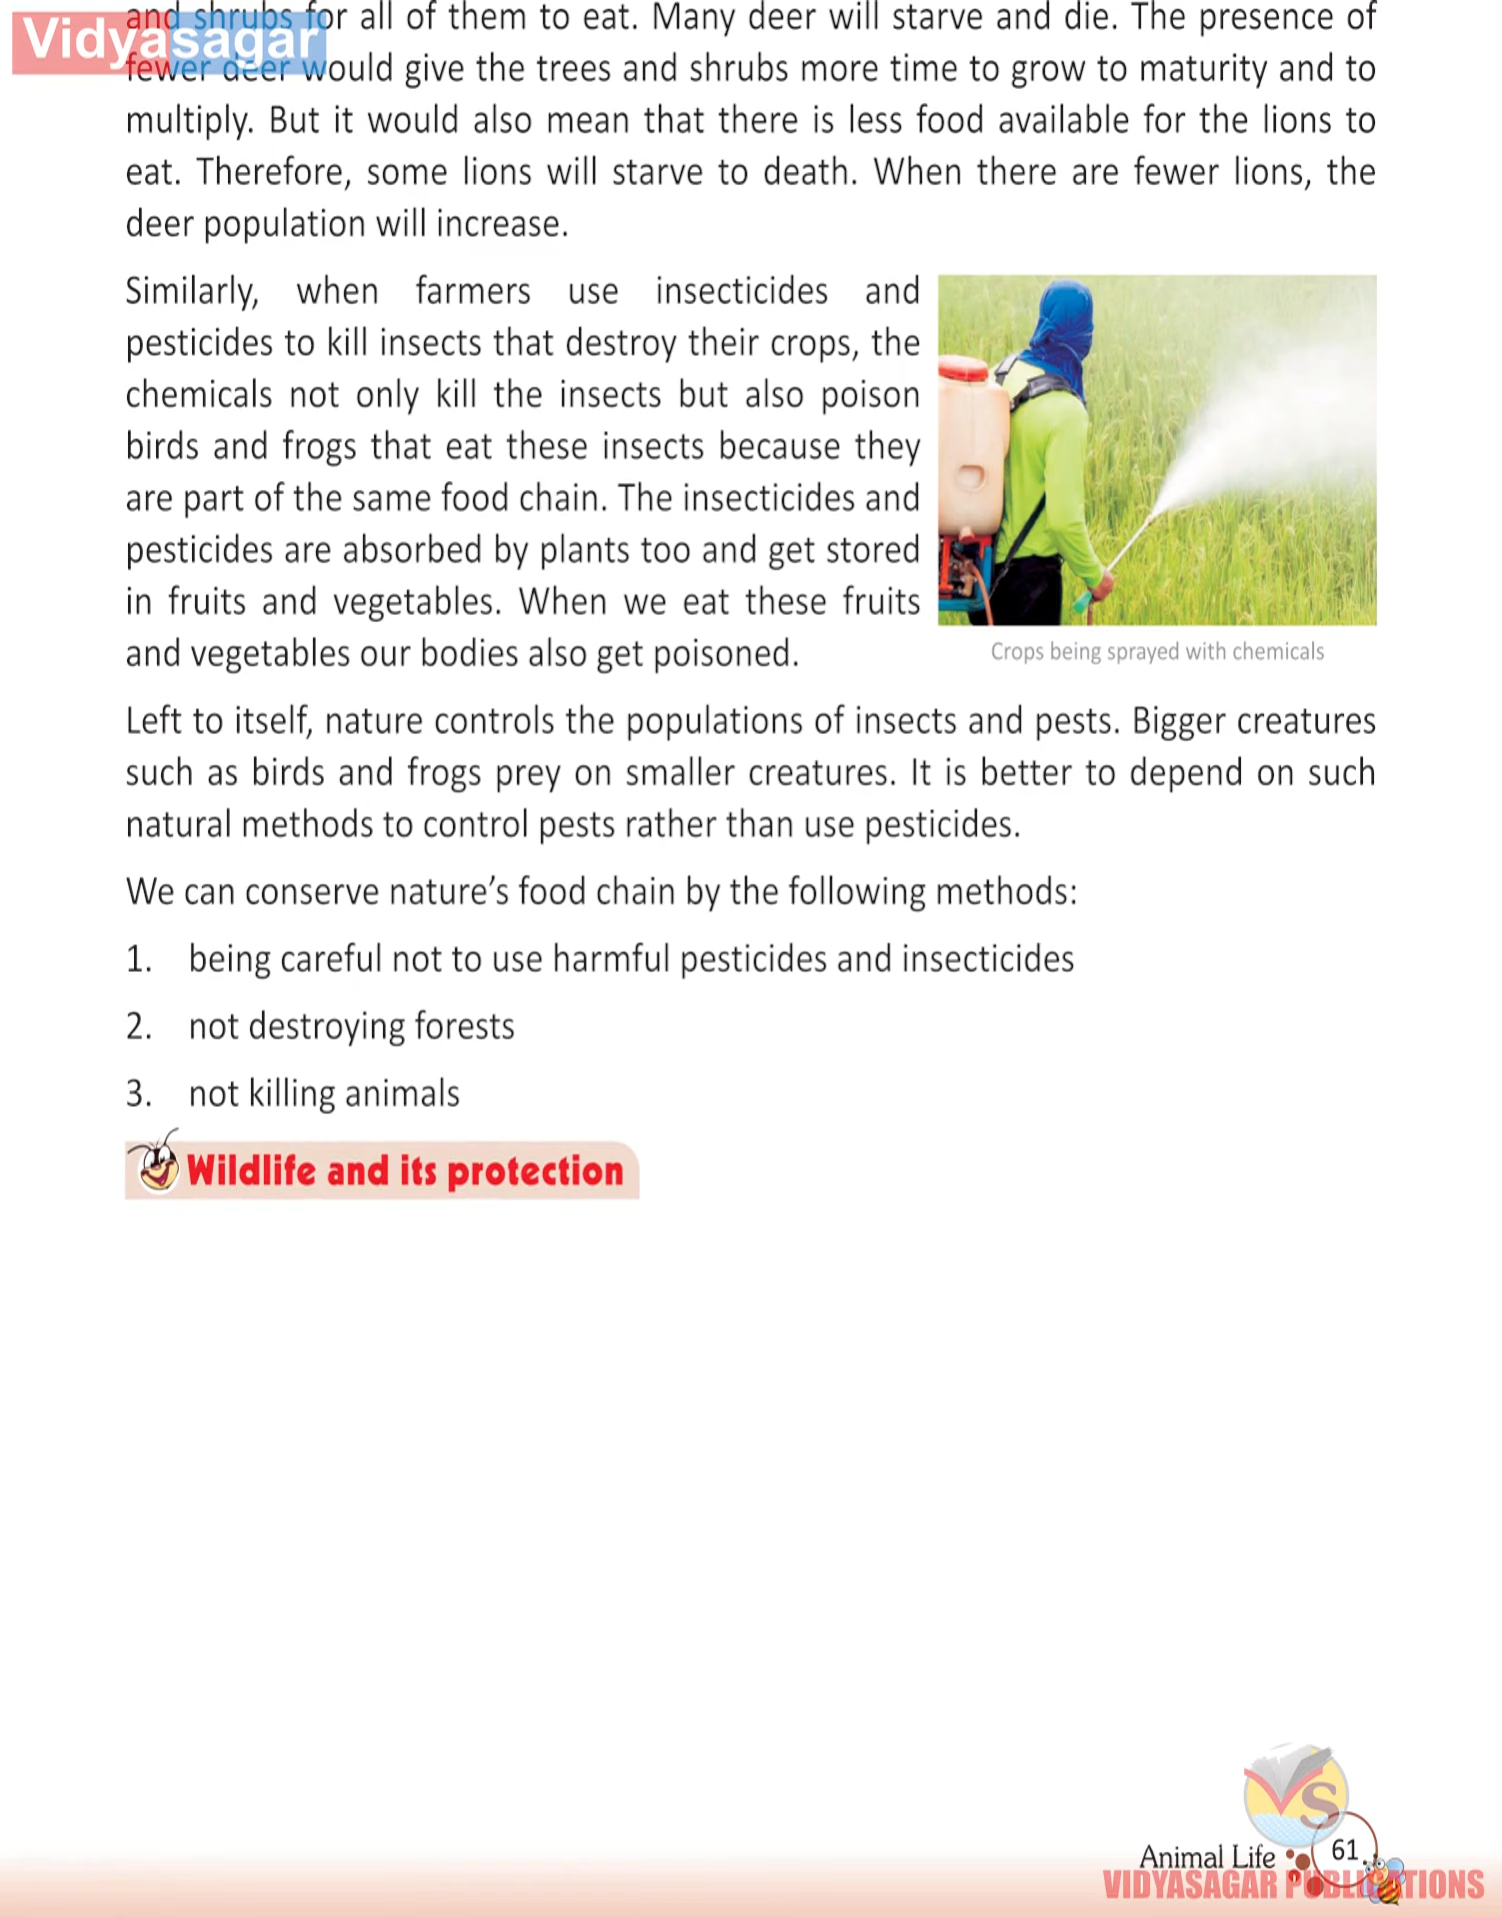 Vidyasagar
and shrubs for all of them to eat. Many deer will starve and die. The presence of
fewer deer would give the trees and shrubs more time to grow to maturity and to
multiply. But it would also mean that there is less food available for the lions to
eat. Therefore, some lions will starve to death. When there are fewer lions, the
deer population will increase.
Similarly, when farmers use insecticides and
pesticides to kill insects that destroy their crops, the
chemicals not only kill the insects but also poison
birds and frogs that eat these insects because they
are part of the same food chain. The insecticides and
pesticides are absorbed by plants too and get stored
in fruits and vegetables. When we eat these fruits
and vegetables our bodies also get poisoned.
Crops being sprayed with chemicals
Left to itself, nature controls the populations of insects and pests. Bigger creatures
such as birds and frogs prey on smaller creatures. It is better to depend on such
natural methods to control pests rather than use pesticides.
We can conserve nature’s food chain by the following methods:
1. being careful not to use harmful pesticides and insecticides
2. not destroying forests
3. not killing animals
Wildlife and its protection
VS
Animal Life 61
VIDYASAGAR PUBLICATIONS